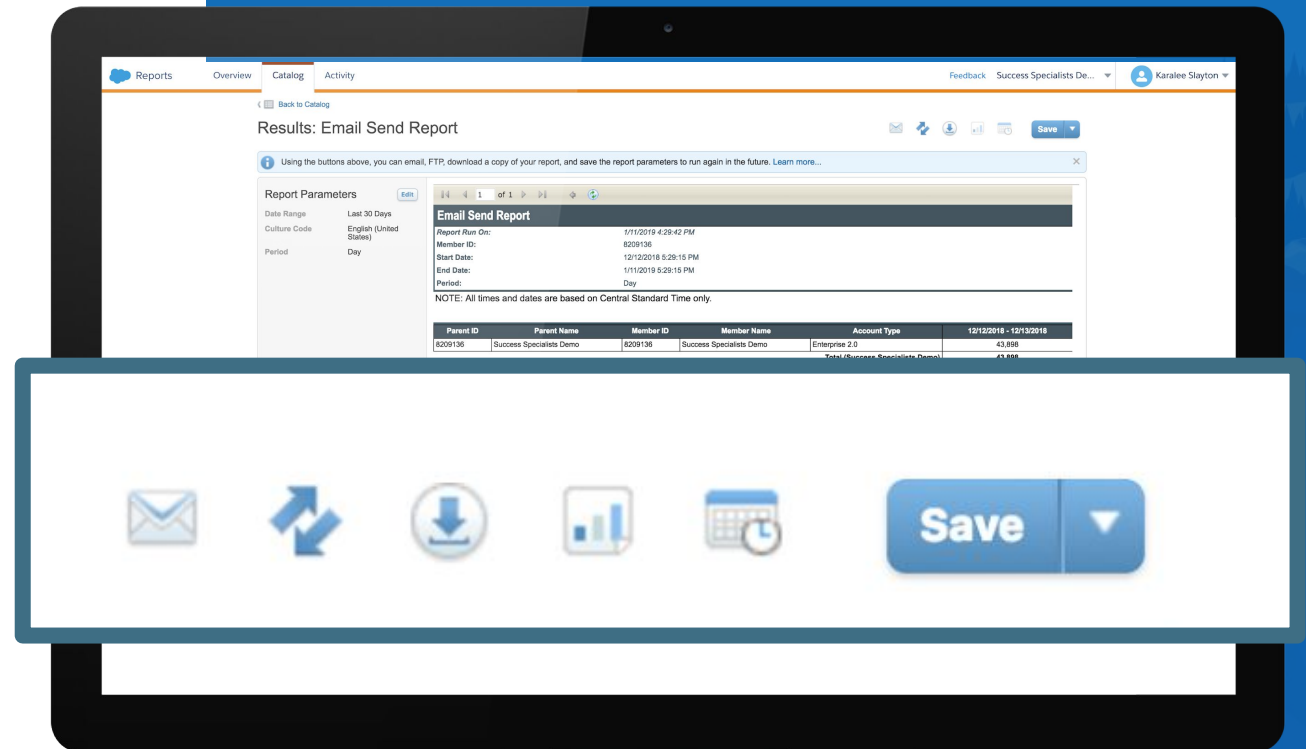 Reports Overview Catalog Activity Feedback Success Specialists De... Karalee Slayton
Back to Catalog
Results: Email Send Report Save
Using the buttons above, you can email, FTP, download a copy of your report, and save the report parameters to run again in the future. Learn more...
Report Parameters Edit
Date Range Last 30 Days
Culture Code English (United States)
Period Day
1 of 1
Email Send Report
Report Run On: 1/11/2019 4:29:42 PM
Member ID: 8209136
Start Date: 12/12/2018 5:29:15 PM
End Date: 1/11/2019 5:29:15 PM
Period: Day
NOTE: All times and dates are based on Central Standard Time only.
Parent ID Parent Name Member ID Member Name Account Type 12/12/2018 - 12/13/2018
8209136 Success Specialists Demo 8209136 Success Specialists Demo Enterprise 2.0 43,898
Total (Success Specialists Demo) 43,898
Save